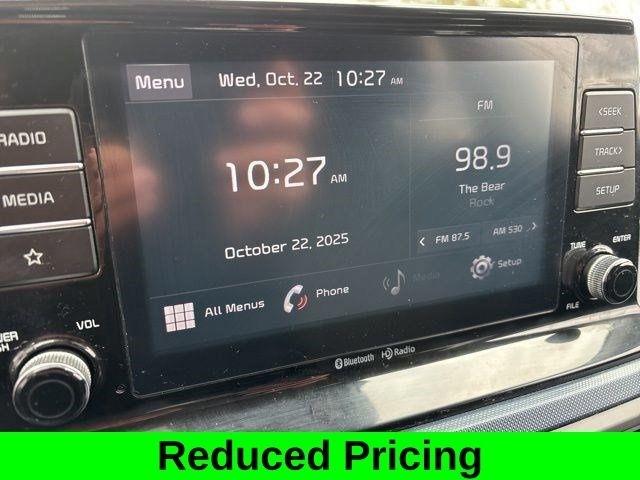 Menu Wed, Oct. 22 10:27 AM
RADIO
MEDIA
10:27 AM
October 22, 2025
FM
98.9
The Bear
Rock
< FM 87.5 AM 530 >
All Menus Phone Media Setup
<SEEK
TRACK>
SETUP
TUNE ENTER
FILE
VOL
Bluetooth HD Radio
Reduced Pricing